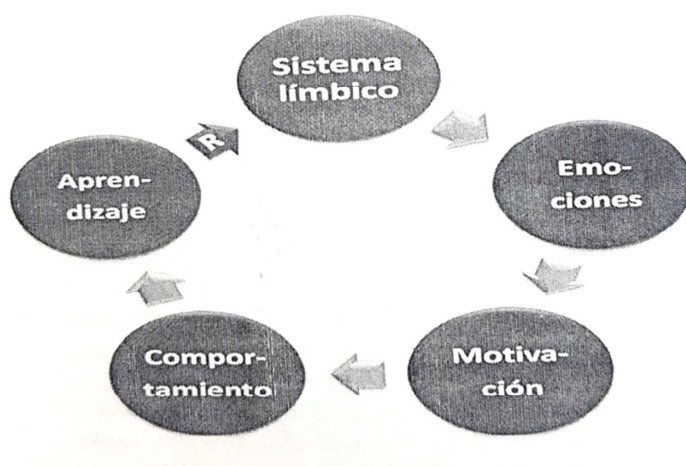 Sistema
límbico
Emo-
ciones
Motiva-
ción
Compor-
tamiento
Apren-
dizaje
R